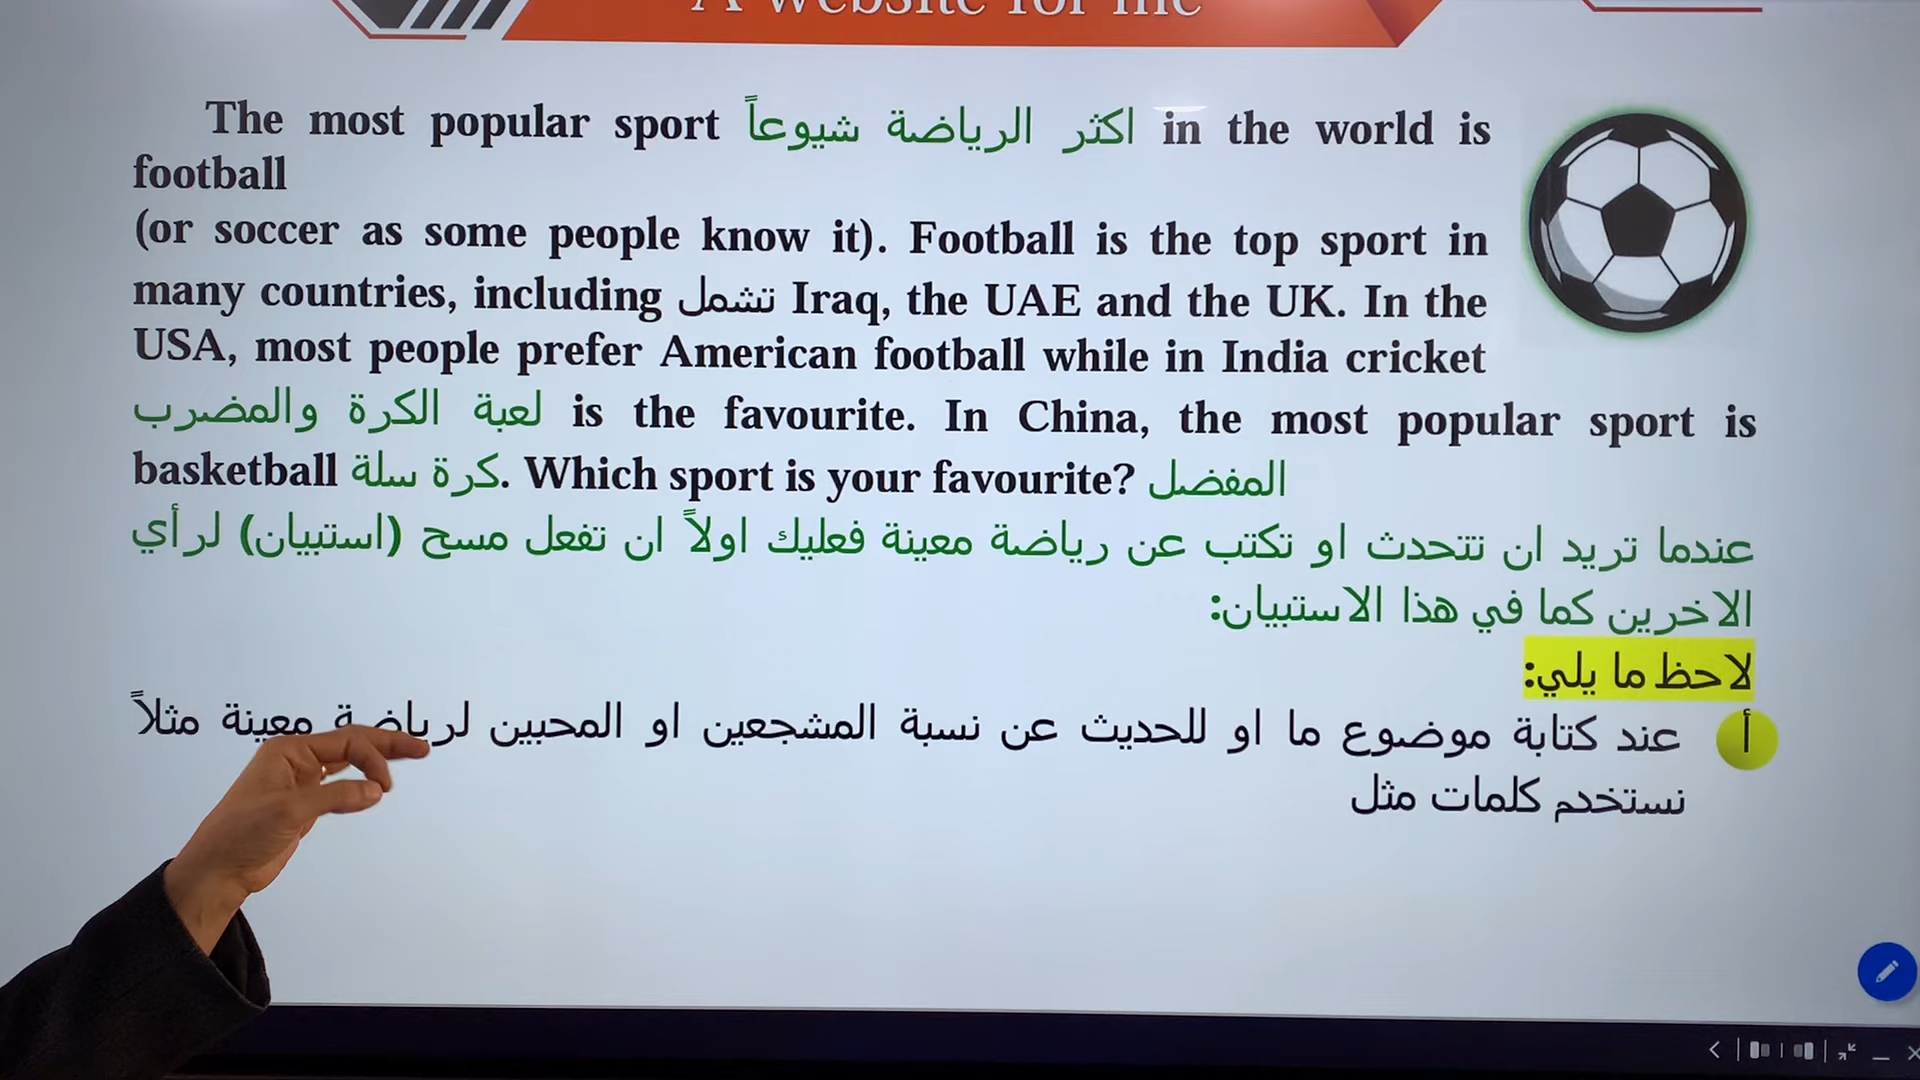 A website for me
The most popular sport اكثر الرياضة شيوعاً in the world is
football
(or soccer as some people know it). Football is the top sport in
many countries, including تشمل Iraq, the UAE and the UK. In the
USA, most people prefer American football while in India cricket
لعبة الكرة والمضرب is the favourite. In China, the most popular sport is
basketball كرة سلة. Which sport is your favourite? المفضل
عندما تريد ان تتحدث او تكتب عن رياضة معينة فعليك اولاً ان تفعل مسح (استبيان) لرأي
الاخرين كما في هذا الاستبيان:
لاحظ ما يلي:
أ عند كتابة موضوع ما او للحديث عن نسبة المشجعين او المحبين لرياضة معينة مثلاً
نستخدم كلمات مثل